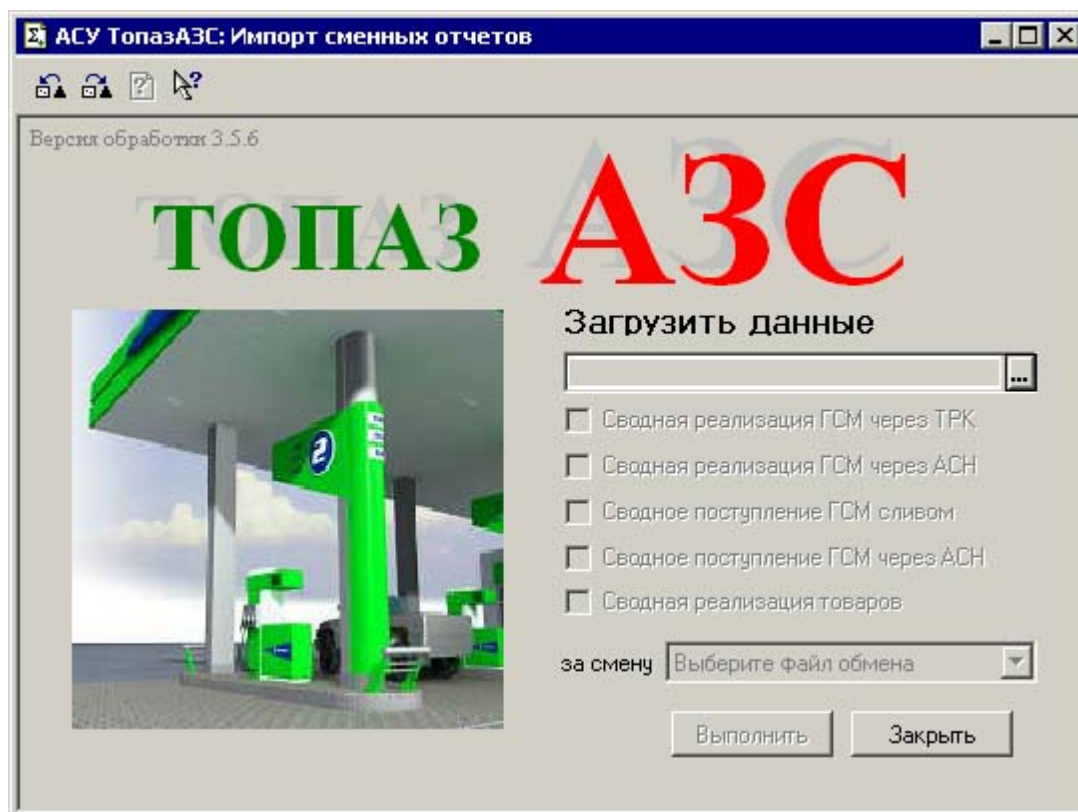 АСУ ТопазАЗС: Импорт сменных отчетов
Версия обработки 3.5.6
ТОПАЗ АЗС
Загрузить данные
...
Сводная реализация ГСМ через ТРК
Сводная реализация ГСМ через АСН
Сводное поступление ГСМ сливом
Сводное поступление ГСМ через АСН
Сводная реализация товаров
за смену Выберите файл обмена
Выполнить Закрыть
2